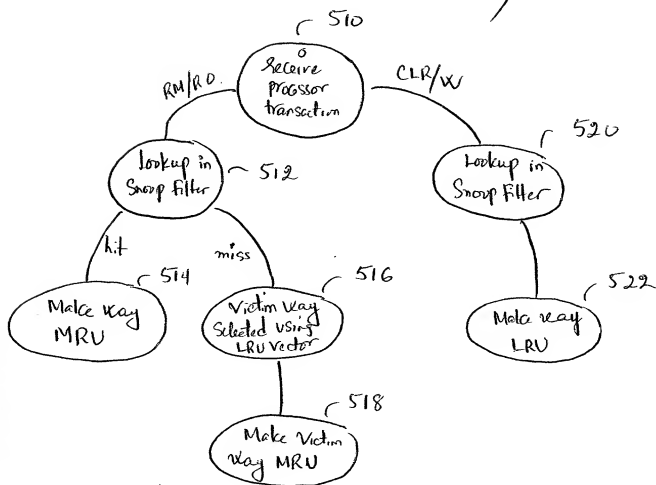 510
Receive
processor
transaction
RM/RD.
CLR/W
Lookup in
Snoop Filter
512
Lookup in
Snoop Filter
520
hit
miss
Make way
MRU
514
Victim way
Selected using
LRU Vector
516
Make way
LRU
522
Make Victim
way MRU
518